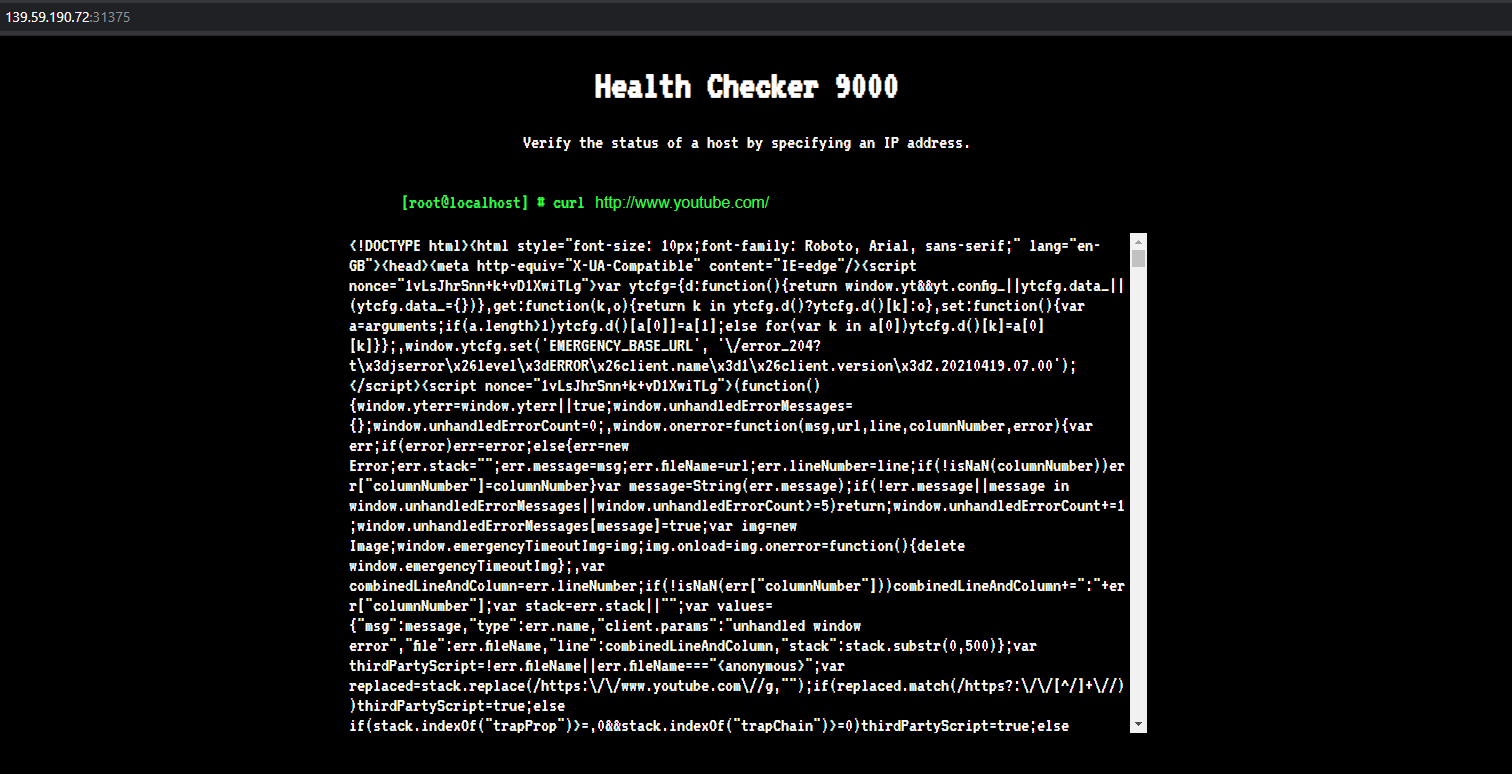 139.59.190.72:31375
Health Checker 9000
Verify the status of a host by specifying an IP address.
[root@localhost] # curl http://www.youtube.com/
<!DOCTYPE html><html style="font-size: 10px;font-family: Roboto, Arial, sans-serif;" lang="en-
GB"><head><meta http-equiv="X-UA-Compatible" content="IE=edge"/><script
nonce="1vLsJhrSnn+k+vD1XwiTLg">var ytcfg={d:function(){return window.yt&&yt.config_||ytcfg.data_||
(ytcfg.data_={})},get:function(k,o){return k in ytcfg.d()?ytcfg.d()[k]:o},set:function(){var
a=arguments;if(a.length>1)ytcfg.d()[a[0]]=a[1];else for(var k in a[0])ytcfg.d()[k]=a[0]
[k]}};,window.ytcfg.set('EMERGENCY_BASE_URL', '\/error_204?
t\x3djserror\x26level\x3dERROR\x26client.name\x3d1\x26client.version\x3d2.20210419.07.00');
</script><script nonce="1vLsJhrSnn+k+vD1XwiTLg">(function()
{window.yterr=window.yterr||true;window.unhandledErrorMessages=
{};window.unhandledErrorCount=0;,window.onerror=function(msg,url,line,columnNumber,error){var
err;if(error)err=error;else{err=new
Error;err.stack="";err.message=msg;err.fileName=url;err.lineNumber=line;if(!isNaN(columnNumber))er
r["columnNumber"]=columnNumber}var message=String(err.message);if(!err.message||message in
window.unhandledErrorMessages||window.unhandledErrorCount>=5)return;window.unhandledErrorCount+=1
;window.unhandledErrorMessages[message]=true;var img=new
Image;window.emergencyTimeoutImg=img;img.onload=img.onerror=function(){delete
window.emergencyTimeoutImg};,var
combinedLineAndColumn=err.lineNumber;if(!isNaN(err["columnNumber"]))combinedLineAndColumn+=":"+er
r["columnNumber"];var stack=err.stack||"";var values=
{"msg":message,"type":err.name,"client.params":"unhandled window
error","file":err.fileName,"line":combinedLineAndColumn,"stack":stack.substr(0,500)};var
thirdPartyScript=!err.fileName||err.fileName==="<anonymous>";var
replaced=stack.replace(/https:\/\/www.youtube.com\//g,"");if(replaced.match(/https?:\/\/[^/]+\//)
)thirdPartyScript=true;else
if(stack.indexOf("trapProp")>=,0&&stack.indexOf("trapChain")>=0)thirdPartyScript=true;else